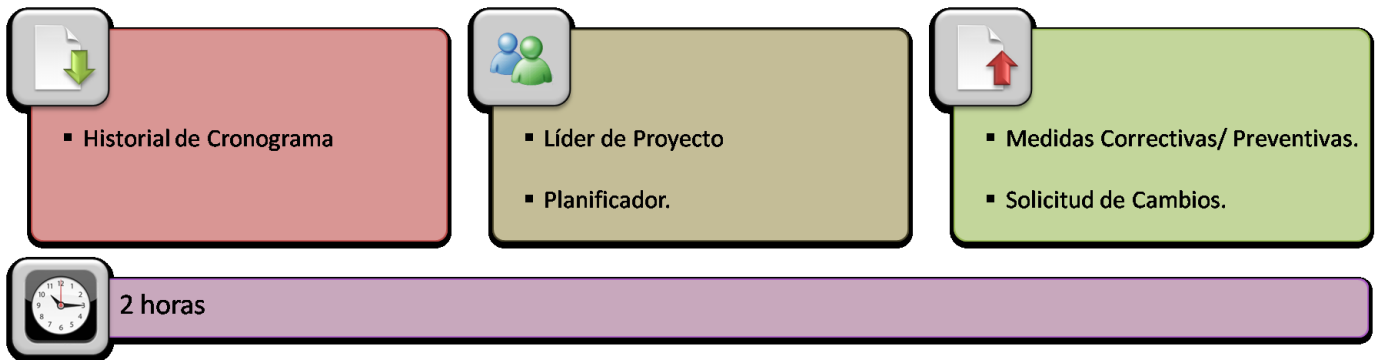 ▪ Historial de Cronograma
▪ Líder de Proyecto
▪ Planificador.
▪ Medidas Correctivas/ Preventivas.
▪ Solicitud de Cambios.
2 horas